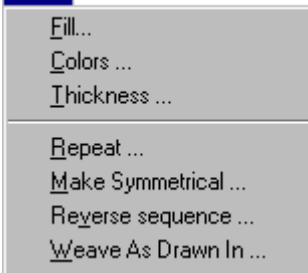 Fill...
Colors ...
Thickness ...
Repeat ...
Make Symmetrical ...
Reverse sequence ...
Weave As Drawn In ...